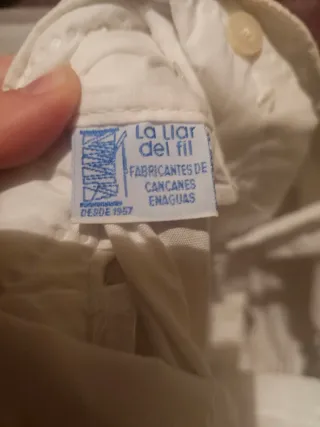 La Llar
del fil
FABRICANTES DE
CANCANES
ENAGUAS
DESDE 1957